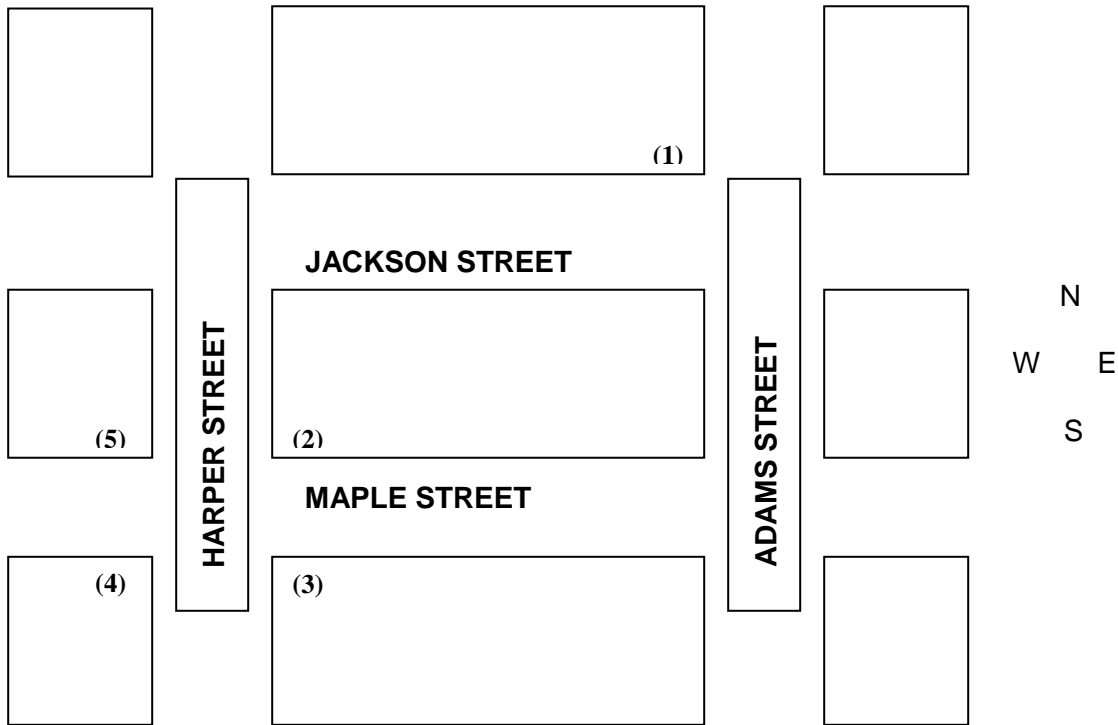 (1)
JACKSON STREET
N
W E
S
HARPER STREET
ADAMS STREET
(5)
(2)
MAPLE STREET
(4)
(3)